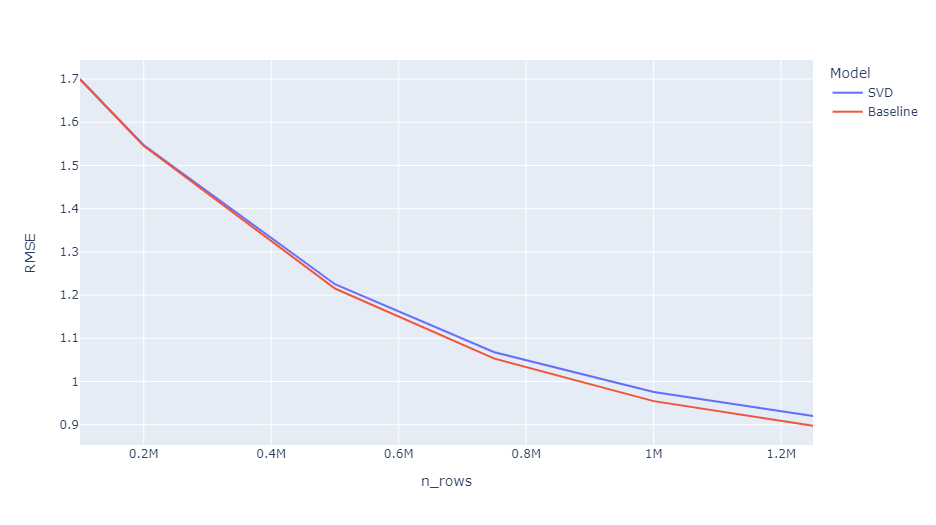 Model
SVD
Baseline
1.7
1.6
1.5
1.4
1.3
1.2
1.1
1
0.9
RMSE
0.2M
0.4M
0.6M
0.8M
1M
1.2M
n_rows